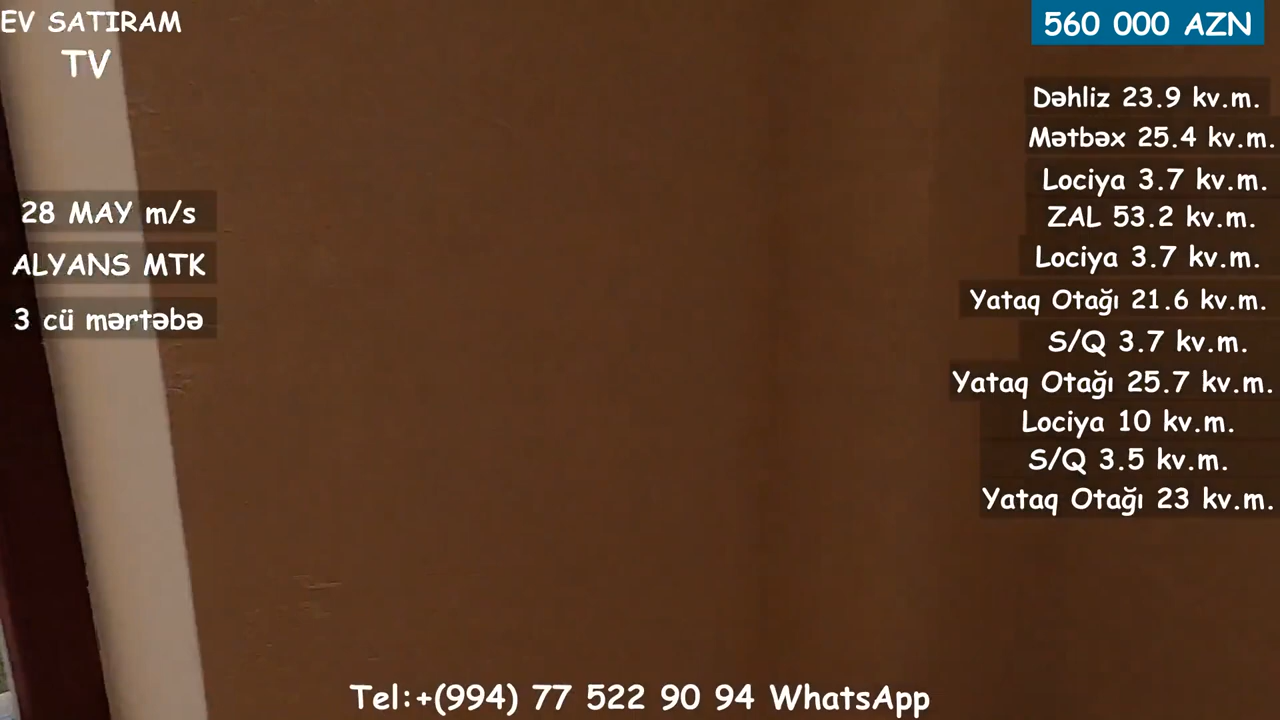 EV SATIRAM
TV
560 000 AZN
28 MAY m/s
ALYANS MTK
3 cü mərtəbə
Dəhliz 23.9 kv.m.
Mətbəx 25.4 kv.m.
Lociya 3.7 kv.m.
ZAL 53.2 kv.m.
Lociya 3.7 kv.m.
Yataq Otağı 21.6 kv.m.
S/Q 3.7 kv.m.
Yataq Otağı 25.7 kv.m.
Lociya 10 kv.m.
S/Q 3.5 kv.m.
Yataq Otağı 23 kv.m.
Tel:+(994) 77 522 90 94 WhatsApp